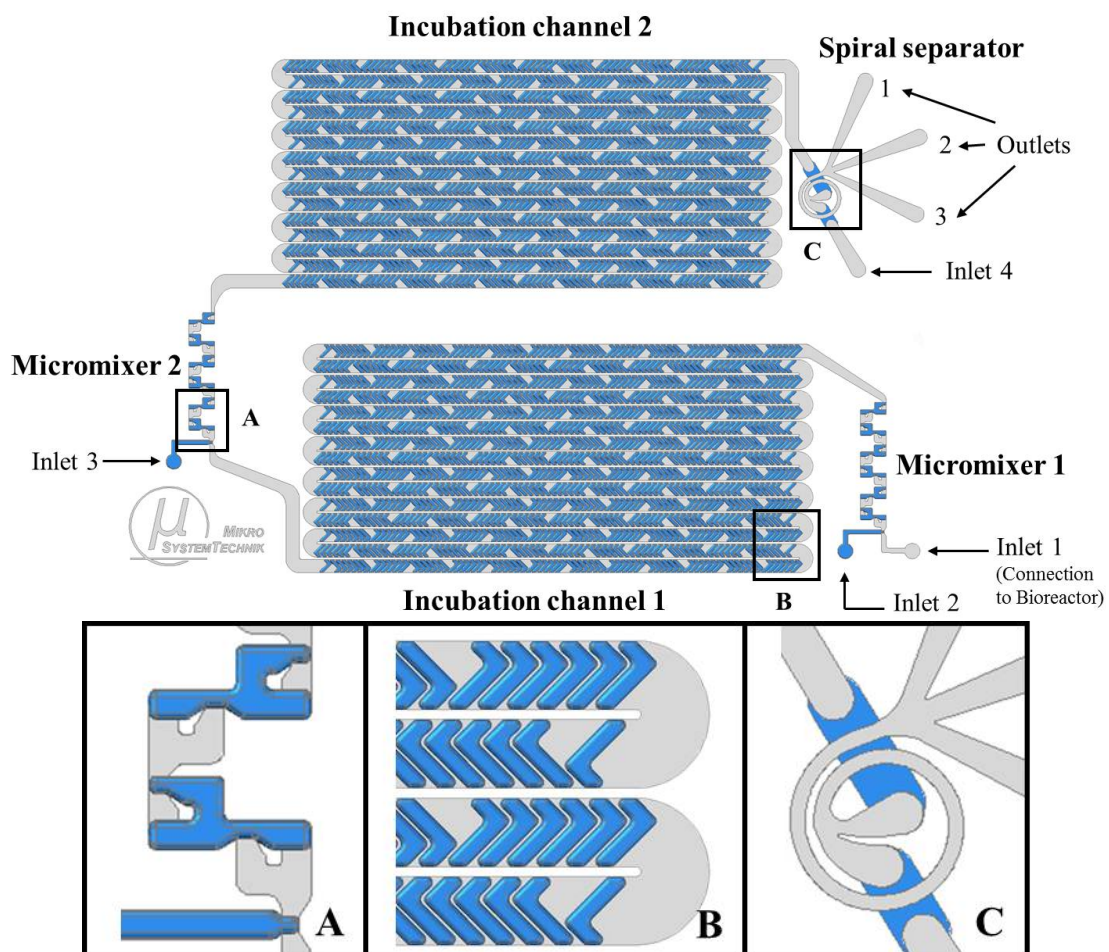 Incubation channel 2
Spiral separator
1
2
Outlets
3
C
Inlet 4
Micromixer 2
A
Inlet 3
Micromixer 1
µ
MIKRO
SYSTEMTECHNIK
Inlet 1
(Connection
to Bioreactor)
B
Inlet 2
Incubation channel 1
A
B
C